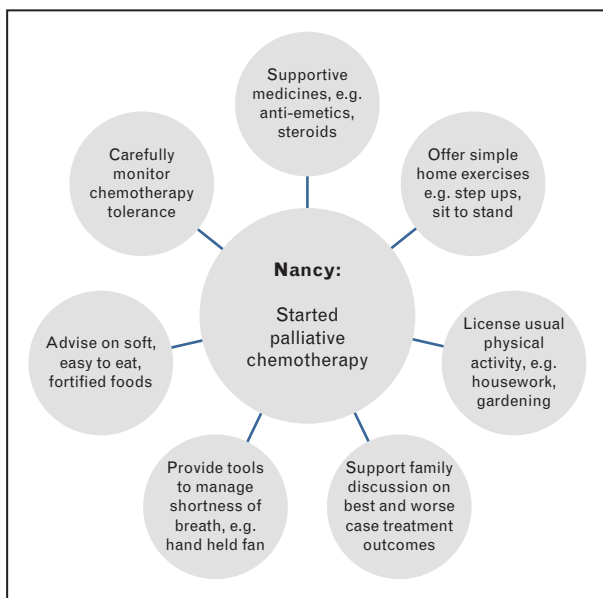 Supportive
medicines, e.g.
anti-emetics,
steroids
Offer simple
home exercises
e.g. step ups,
sit to stand
License usual
physical
activity, e.g.
housework,
gardening
Support family
discussion on
best and worse
case treatment
outcomes
Provide tools
to manage
shortness of
breath, e.g.
hand held fan
Advise on soft,
easy to eat,
fortified foods
Carefully
monitor
chemotherapy
tolerance
Nancy:
Started
palliative
chemotherapy